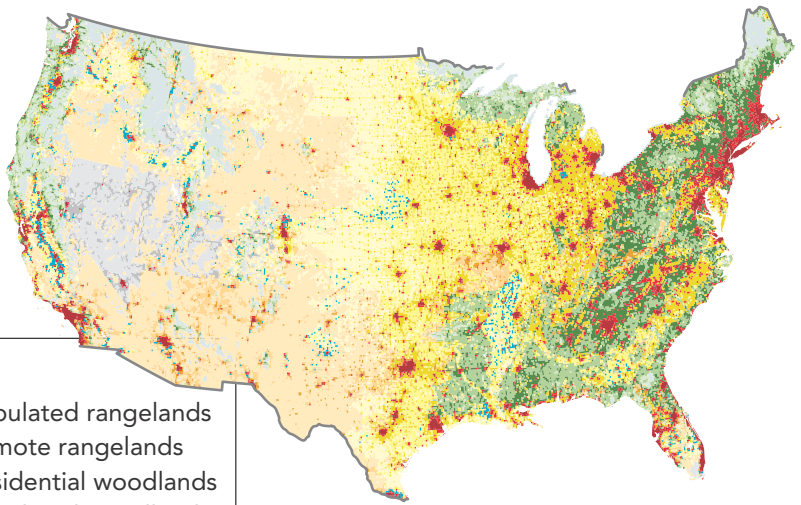 pulated rangelands
mote rangelands
sidential woodlands